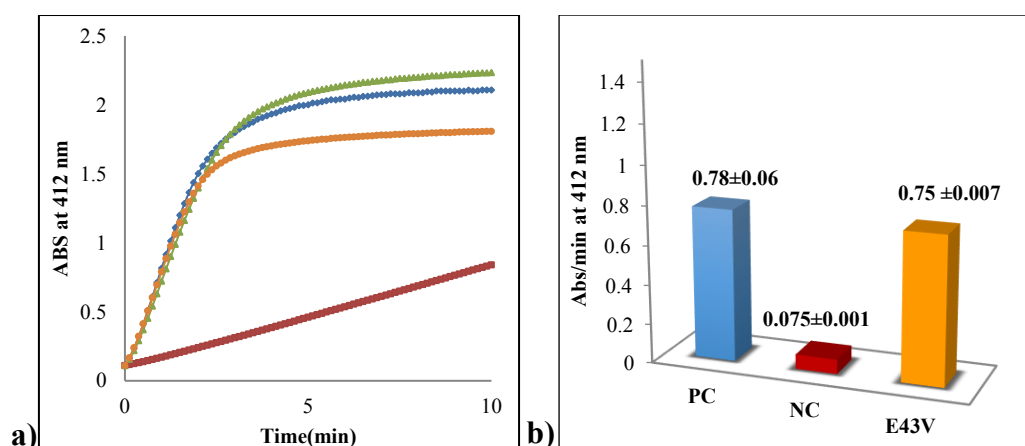 2.5
2
1.5
1
0.5
0
ABS at 412 nm
0
5
10
Time(min)
a)
1.4
1.2
1
0.8
0.6
0.4
0.2
0
Abs/min at 412 nm
0.78±0.06
0.075±0.001
0.75 ±0.007
PC
NC
E43V
b)